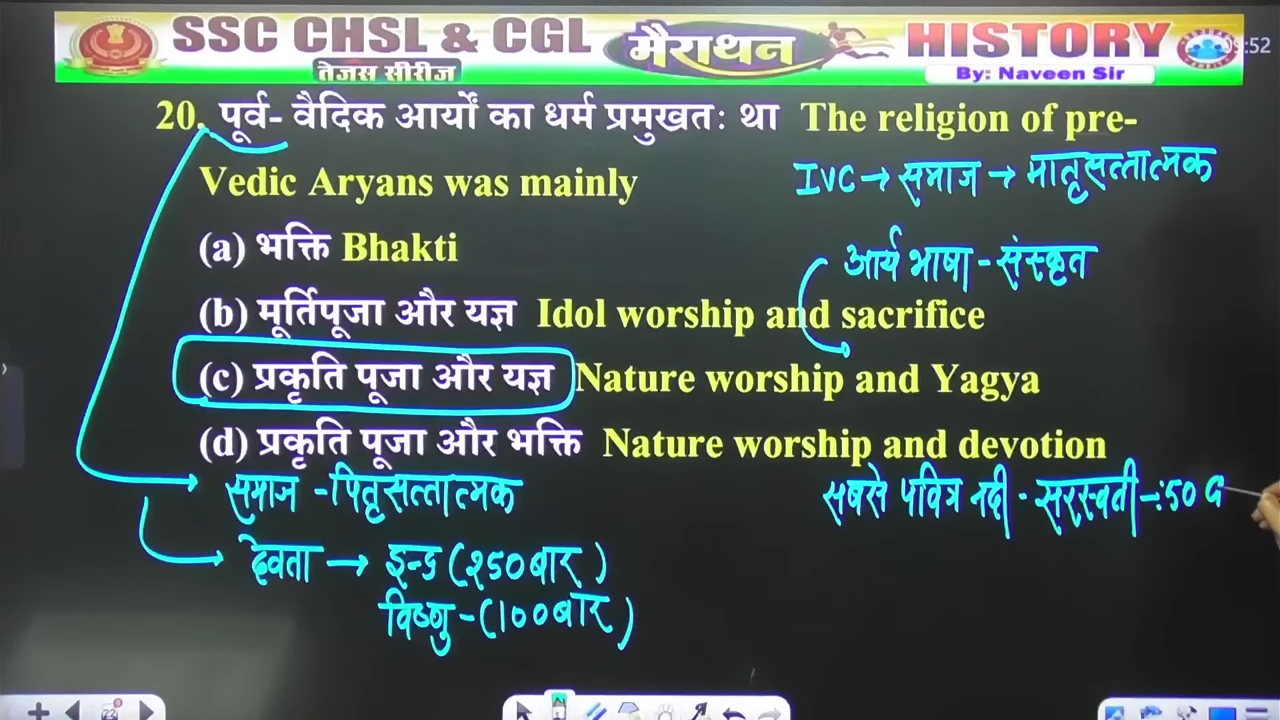 SSC CHSL & CGL मैराथन HISTORY
तेजस सीरीज By: Naveen Sir
20. पूर्व- वैदिक आर्यों का धर्म प्रमुखतः था The religion of pre-
Vedic Aryans was mainly
IVC → समाज → मातृसत्तात्मक
(a) भक्ति Bhakti
आर्य भाषा - संस्कृत
(b) मूर्तिपूजा और यज्ञ Idol worship and sacrifice
(c) प्रकृति पूजा और यज्ञ Nature worship and Yagya
(d) प्रकृति पूजा और भक्ति Nature worship and devotion
समाज - पितृसत्तात्मक
सबसे पवित्र नदी - सरस्वती - :50
देवता → इन्द्र (250 बार)
विष्णु - (100 बार)